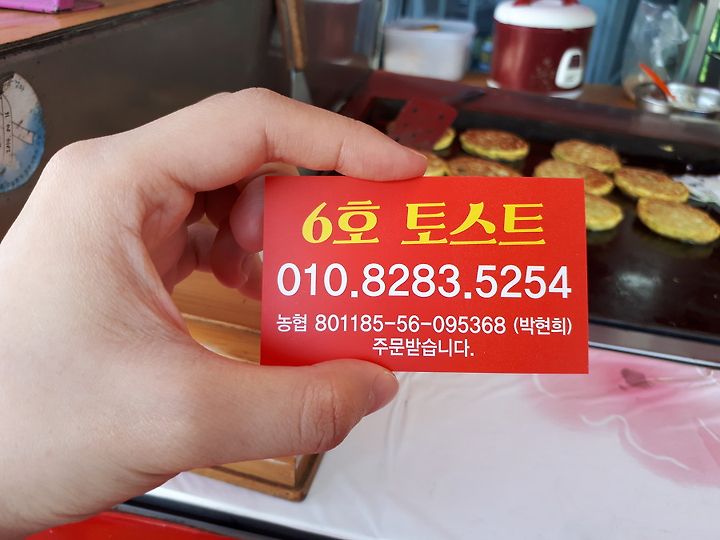 6호 토스트
010.8283.5254
농협 801185-56-095368 (박현희)
주문받습니다.